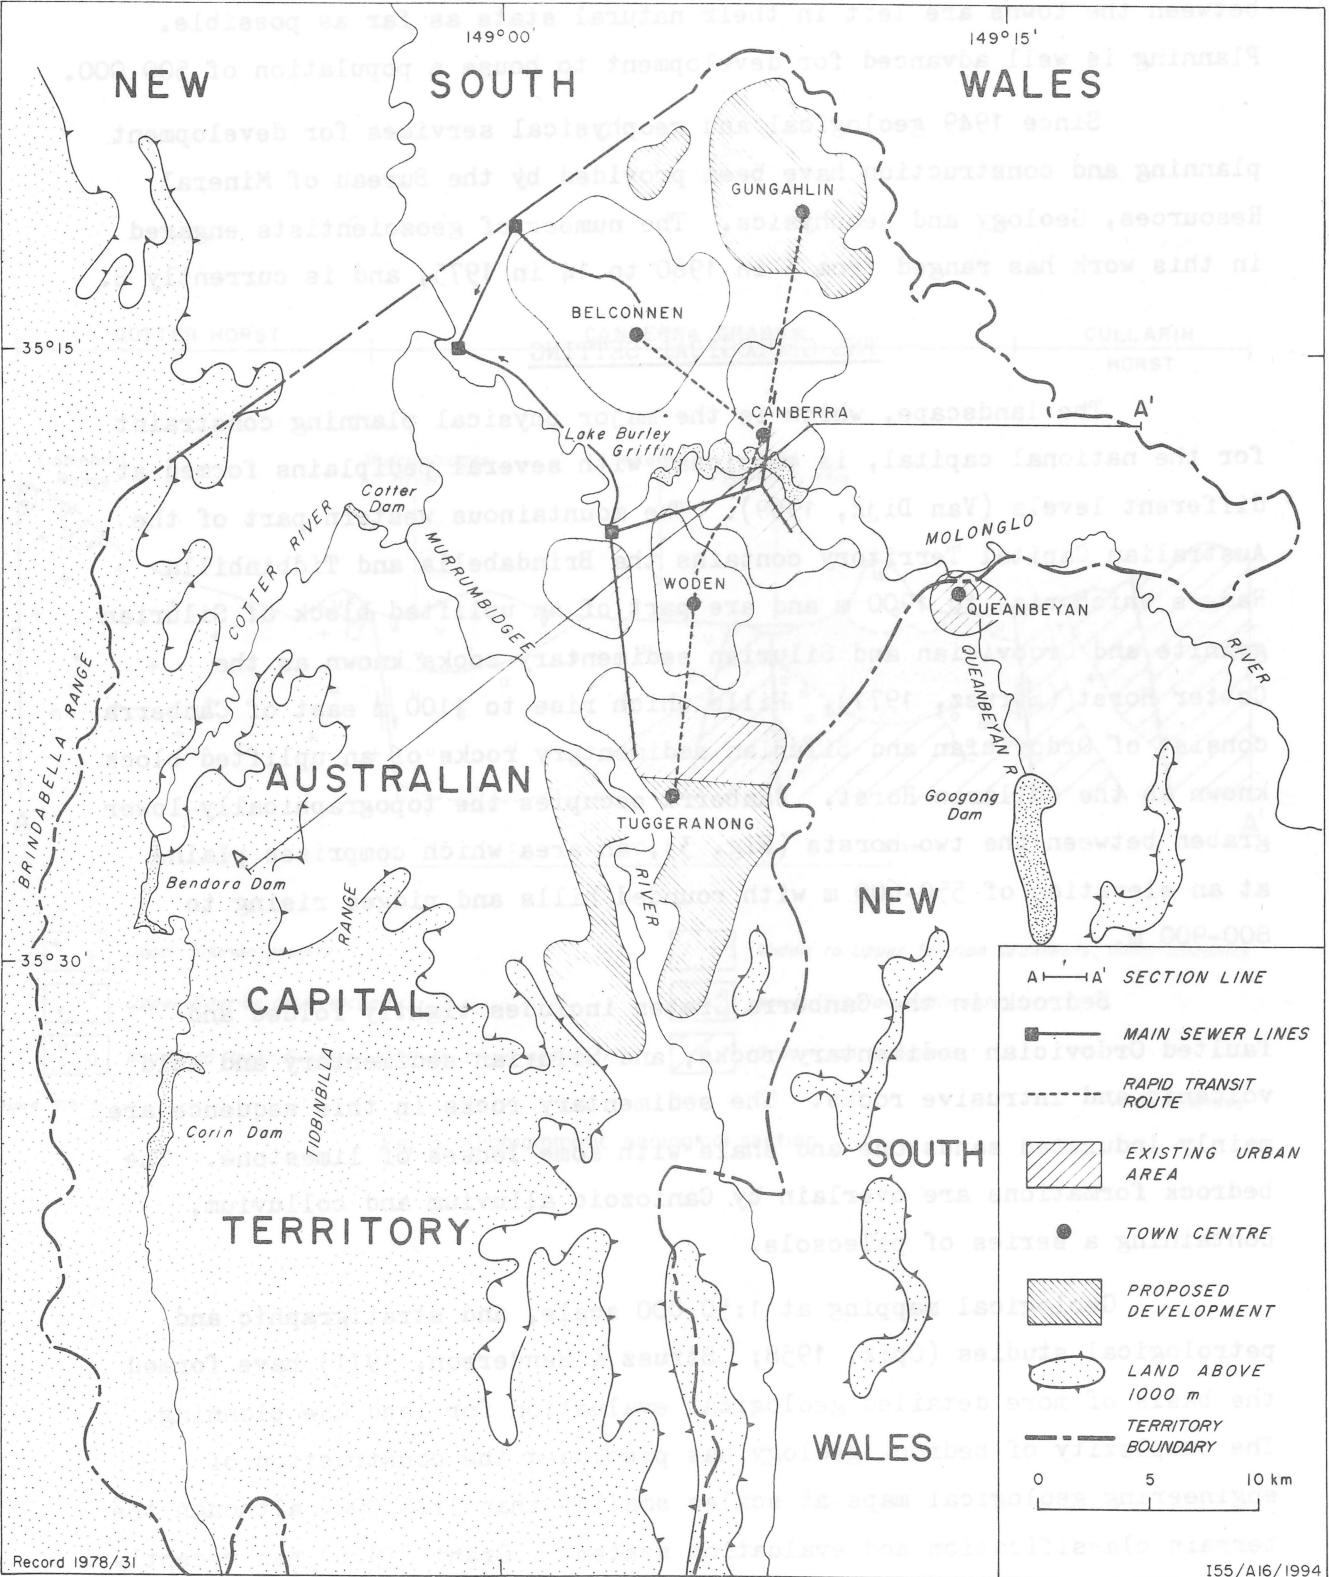 149°00'
149°15'
NEW SOUTH WALES
GUNGAHLIN
BELCONNEN
35°15'
CANBERRA
A'
Lake Burley
Griffin
Cotter
Dam
COTTER RIVER
MURRUMBIDGEE
MOLONGLO
WODEN
QUEANBEYAN
RIVER
QUEANBEYAN R
BRINDABELLA RANGE
AUSTRALIAN
Googong
Dam
TUGGERANONG
A
Bendora Dam
RIVER
RANGE
NEW
35°30'
CAPITAL
TIDBINBILLA
Corin Dam
SOUTH
TERRITORY
WALES
A A' SECTION LINE
MAIN SEWER LINES
RAPID TRANSIT
ROUTE
EXISTING URBAN
AREA
TOWN CENTRE
PROPOSED
DEVELOPMENT
LAND ABOVE
1000 m
TERRITORY
BOUNDARY
0 5 10 km
Record 1978/31
I55/A16/1994